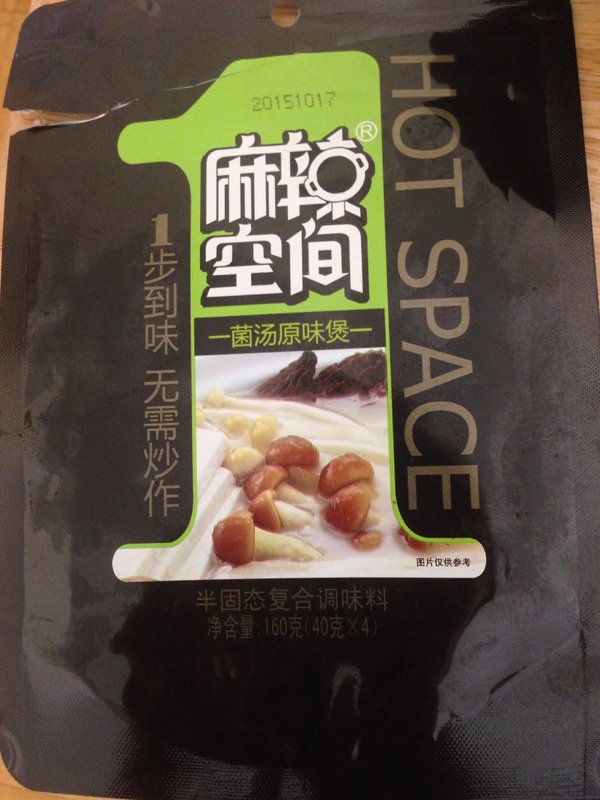 20151017
麻辣®
空间
HOT SPACE
1步到味 无需炒作
一菌汤原味煲一
图片仅供参考
半固态复合调味料
净含量:160克(40克×4)